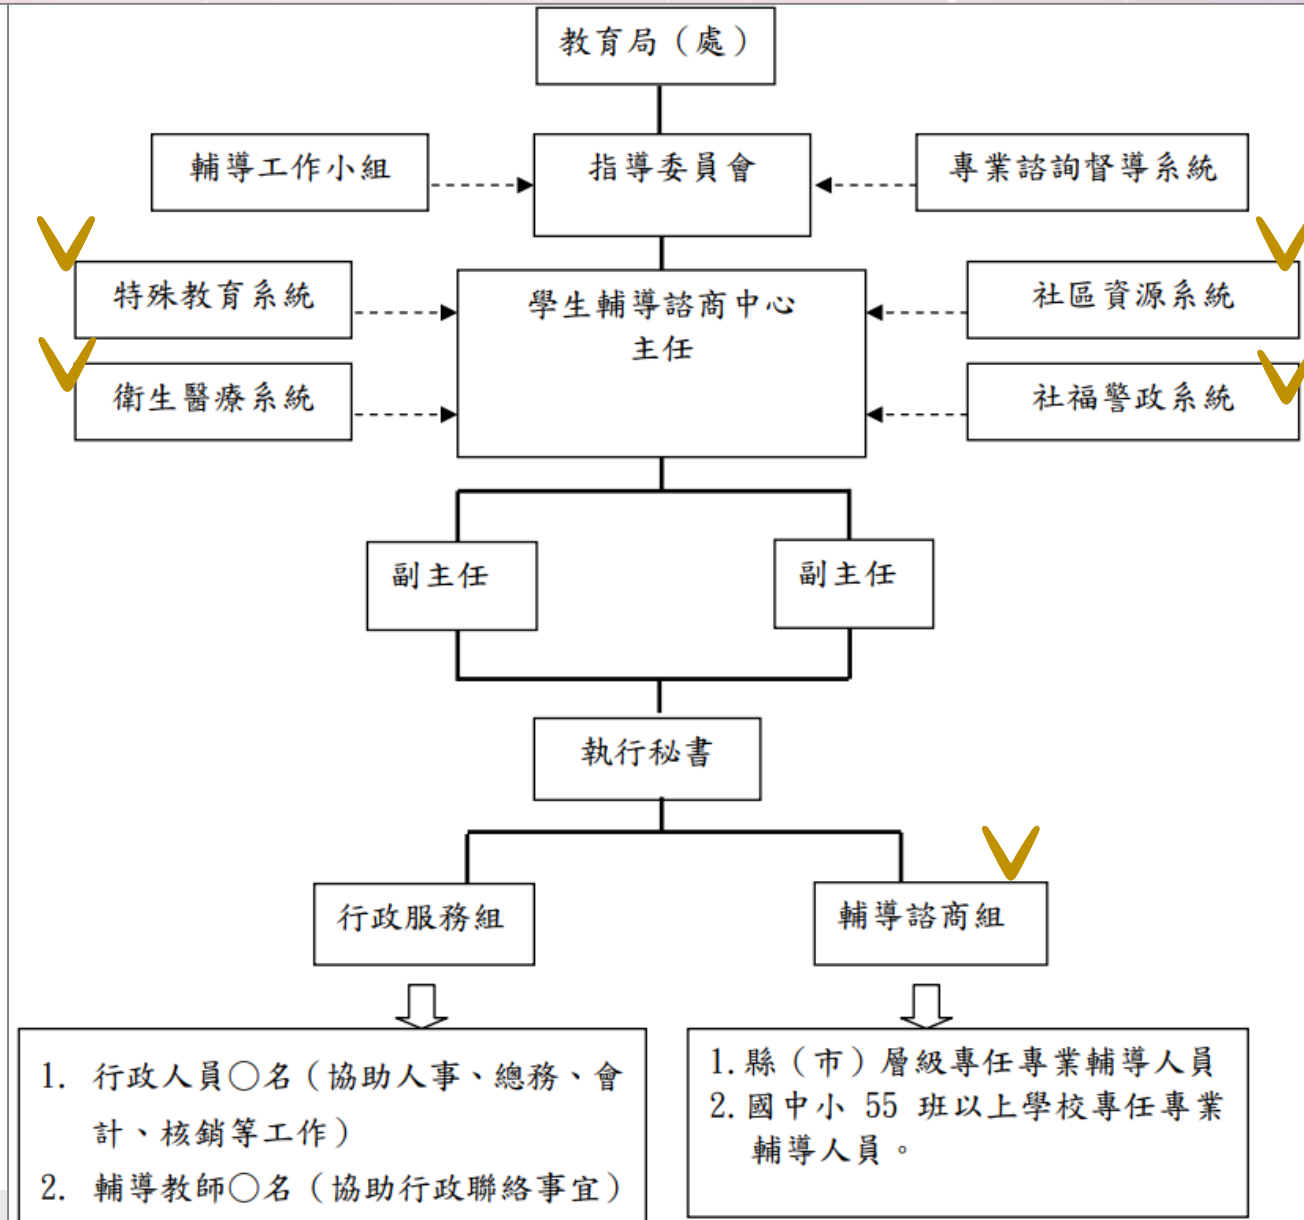 教育局（處）
輔導工作小組
指導委員會
專業諮詢督導系統
特殊教育系統
學生輔導諮商中心
主任
社區資源系統
衛生醫療系統
社福警政系統
副主任
副主任
執行秘書
行政服務組
輔導諮商組
1. 行政人員○名（協助人事、總務、會
計、核銷等工作）
2. 輔導教師○名（協助行政聯絡事宜）
1.縣（市）層級專任專業輔導人員
2.國中小 55 班以上學校專任專業
輔導人員。